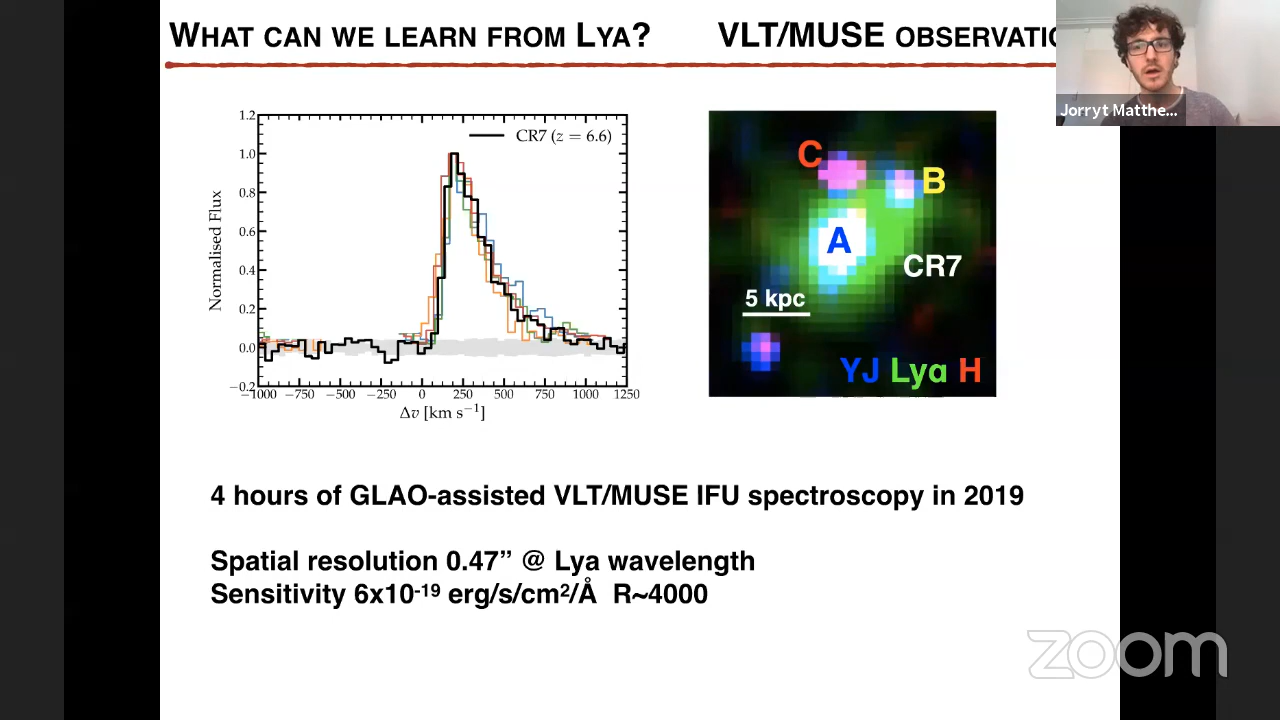 WHAT CAN WE LEARN FROM LYA? VLT/MUSE OBSERVATIO
Jorryt Matthe...
CR7 (z = 6.6)
1.2
1.0
0.8
0.6
0.4
0.2
0.0
−0.2
Normalised Flux
−1000 −750 −500 −250 0 250 500 750 1000 1250
Δv [km s⁻¹]
C
B
A
CR7
5 kpc
YJ Lyα H
4 hours of GLAO-assisted VLT/MUSE IFU spectroscopy in 2019
Spatial resolution 0.47” @ Lya wavelength
Sensitivity 6x10⁻¹⁹ erg/s/cm²/Å R~4000
zoom